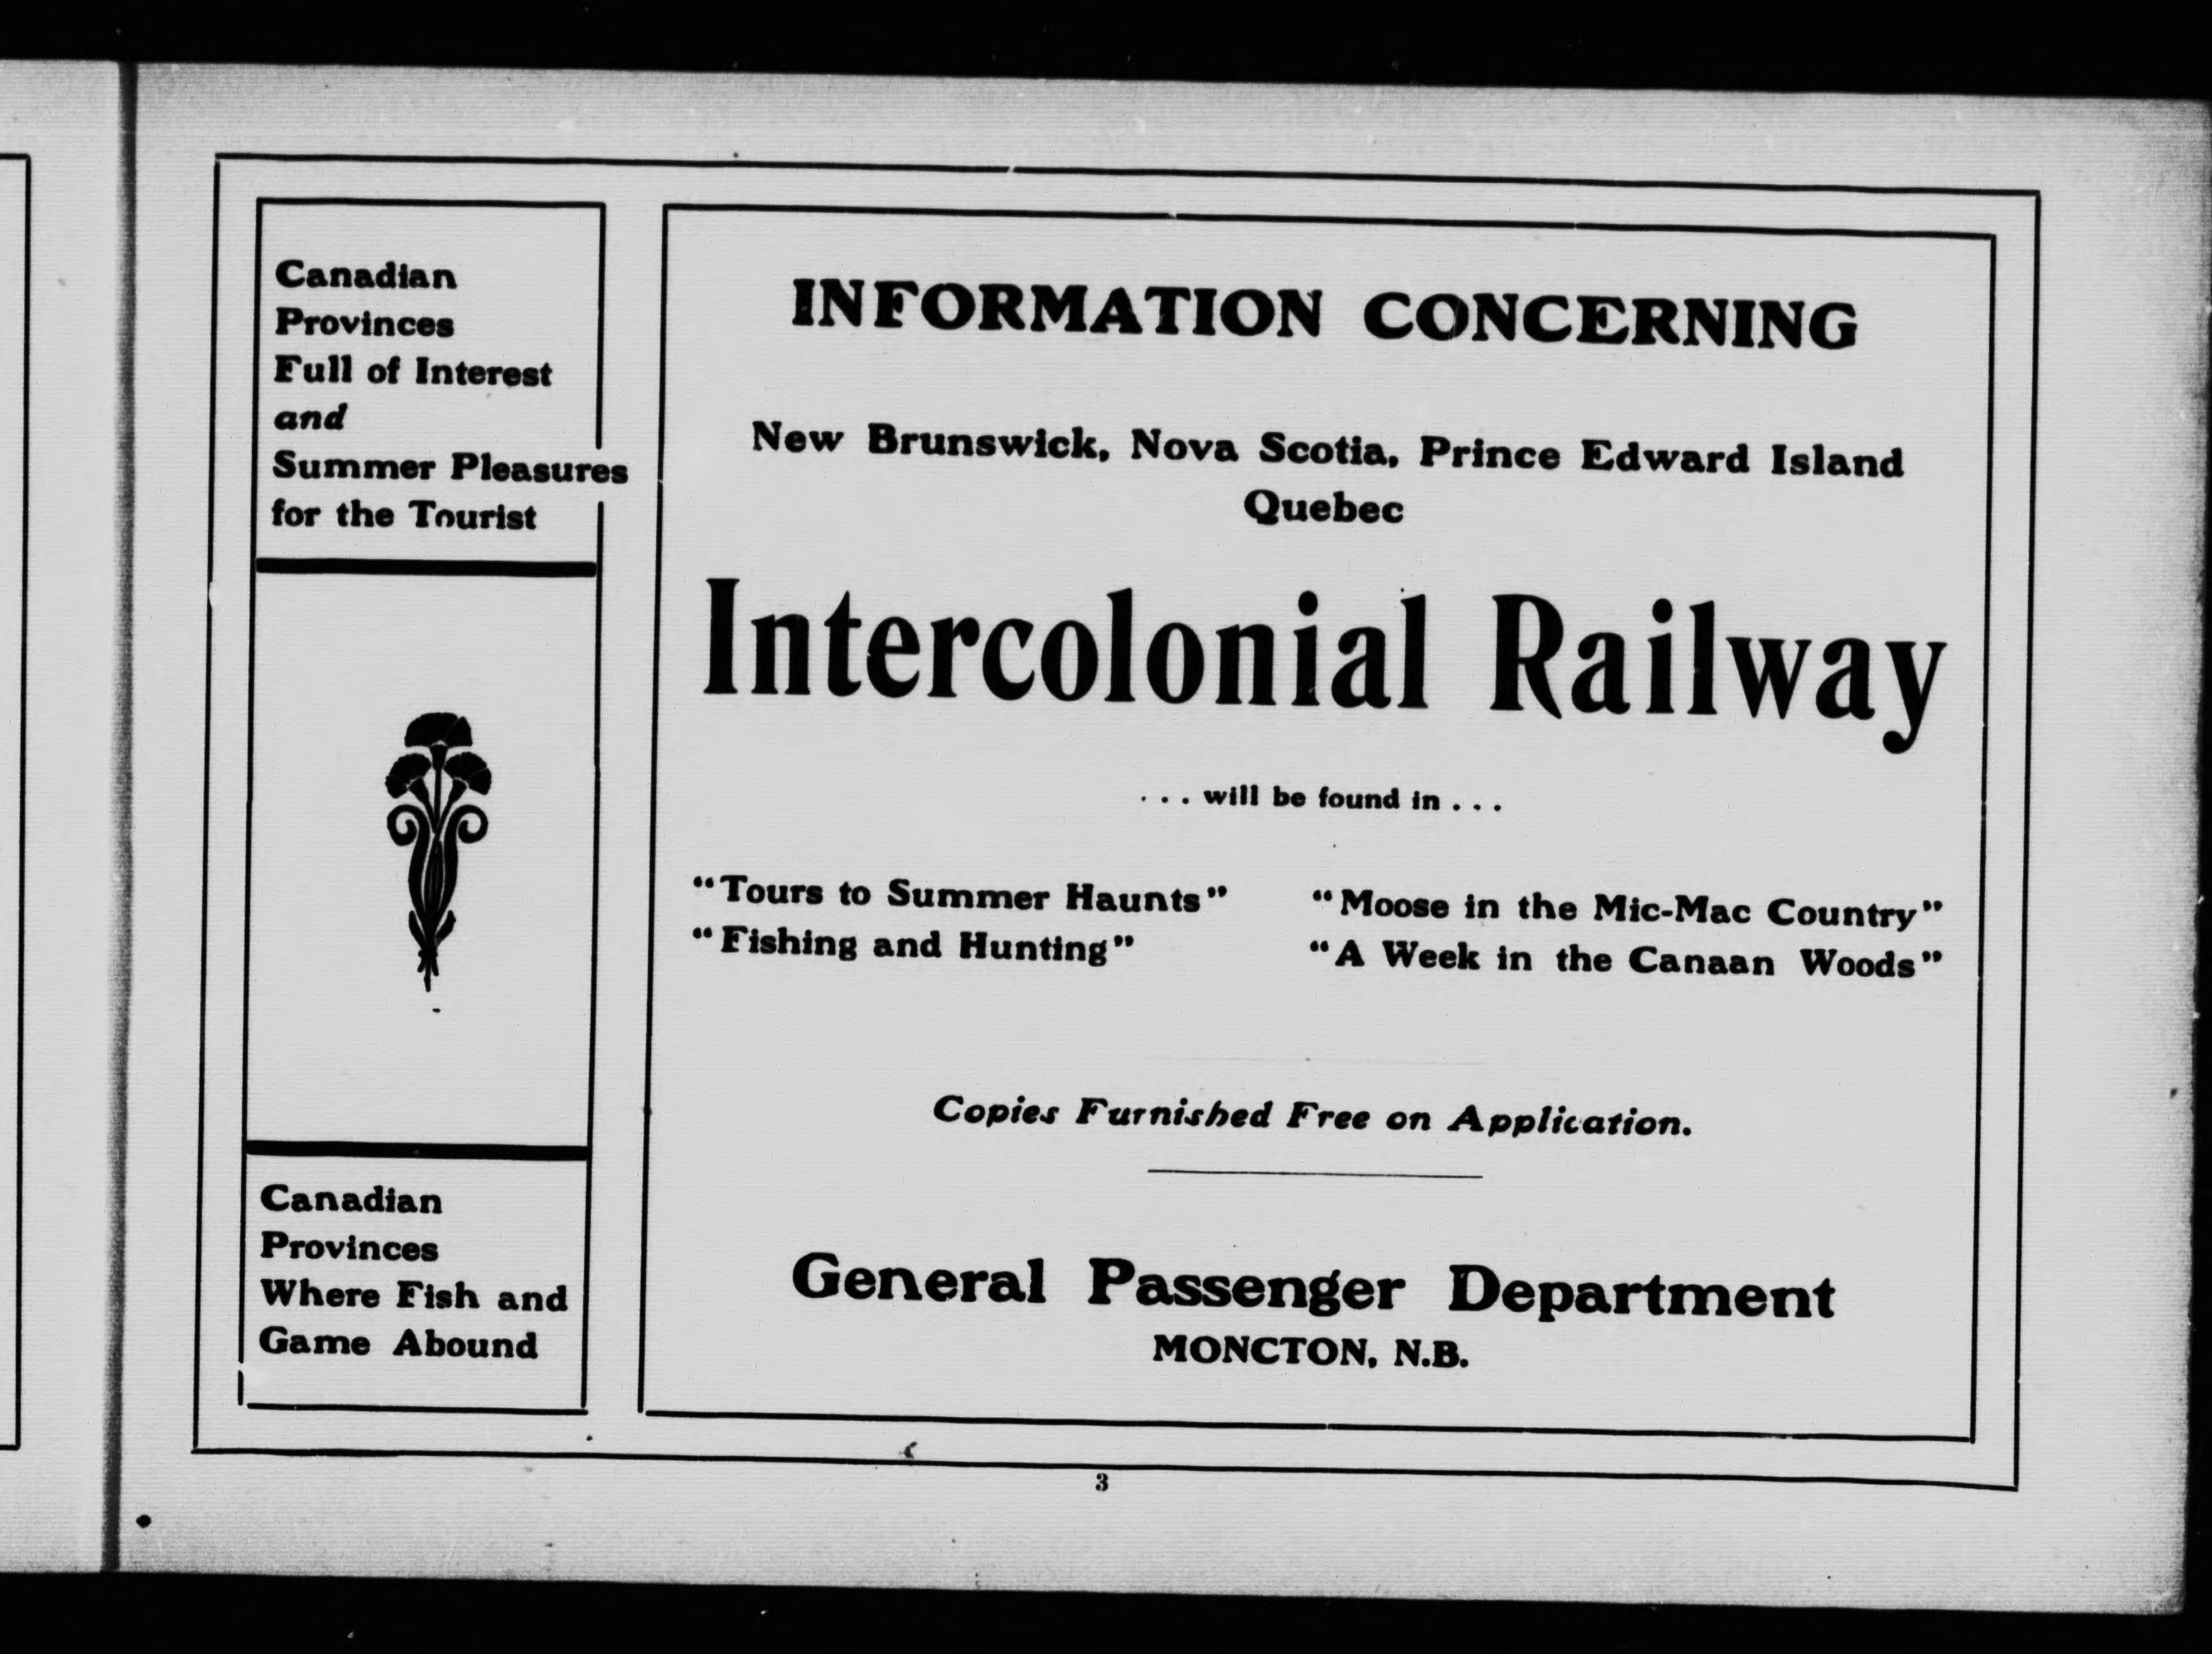 Canadian
Provinces
Full of Interest
and
Summer Pleasures
for the Tourist
Canadian
Provinces
Where Fish and
Game Abound
INFORMATION CONCERNING
New Brunswick, Nova Scotia, Prince Edward Island
Quebec
Intercolonial Railway
. . . will be found in . . .
“Tours to Summer Haunts” “Moose in the Mic-Mac Country”
“Fishing and Hunting” “A Week in the Canaan Woods”
Copies Furnished Free on Application.
General Passenger Department
MONCTON, N.B.
3